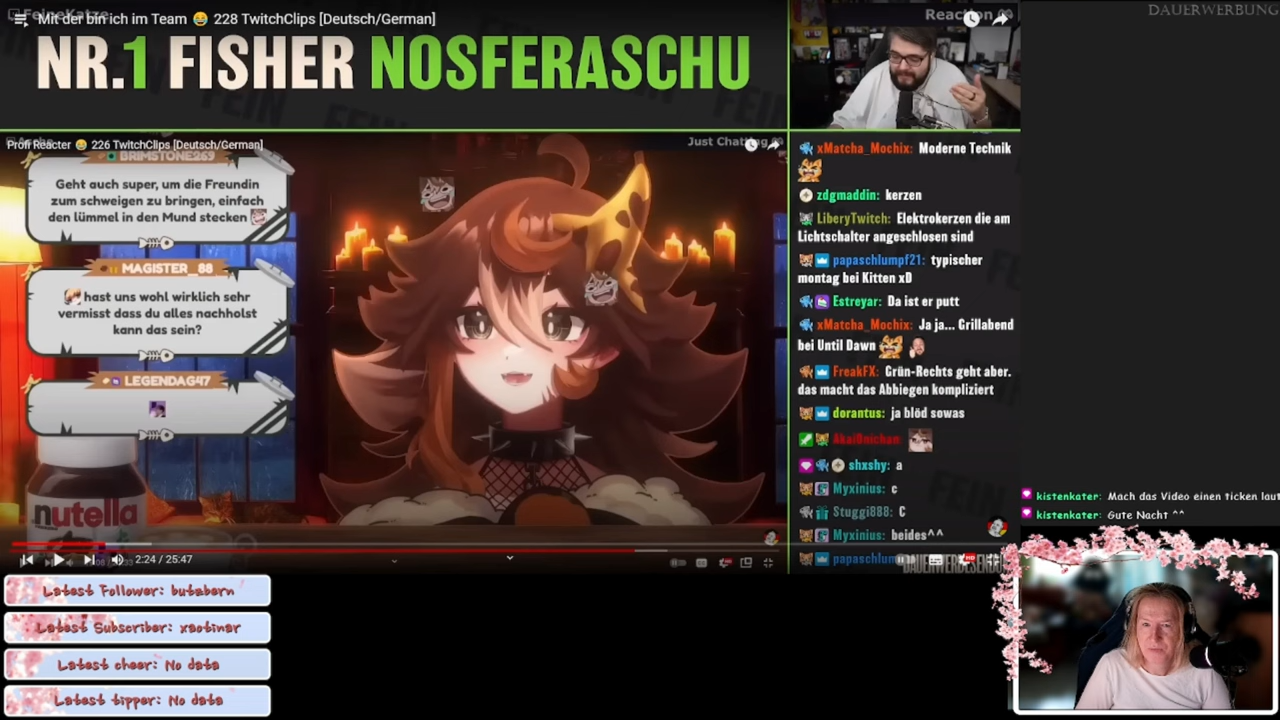 Mit der bin ich im Team 😂 228 TwitchClips [Deutsch/German]
Reaction
DAUERWERBUNG
NR.1 FISHER NOSFERASCHU
Profi Reacter 😂 226 TwitchClips [Deutsch/German]
Just Chatting
BRIMSTONE269
Geht auch super, um die Freundin
zum schweigen zu bringen, einfach
den lümmel in den Mund stecken
MAGISTER_88
hast uns wohl wirklich sehr
vermisst dass du alles nachholst
kann das sein?
LEGENDAG47
nutella
2:24 / 25:47
xMatcha_Mochix: Moderne Technik
zdgmaddin: kerzen
LiberyTwitch: Elektrokerzen die am
Lichtschalter angeschlosen sind
papaschlumpf21: typischer
montag bei Kitten xD
Estreyar: Da ist er putt
xMatcha_Mochix: Ja ja... Grillabend
bei Until Dawn
FreakFX: Grün-Rechts geht aber.
das macht das Abbiegen kompliziert
dorantus: ja blöd sowas
AkaiOnichan
shxshy: a
Myxinius: c
Stuggi888: C
Myxinius: beides^^
kistenkater: Mach das Video einen ticken laut
kistenkater: Gute Nacht ^^
Latest Follower: butabern
Latest Subscriber: xaotinar
Latest cheer: No data
Latest tipper: No data